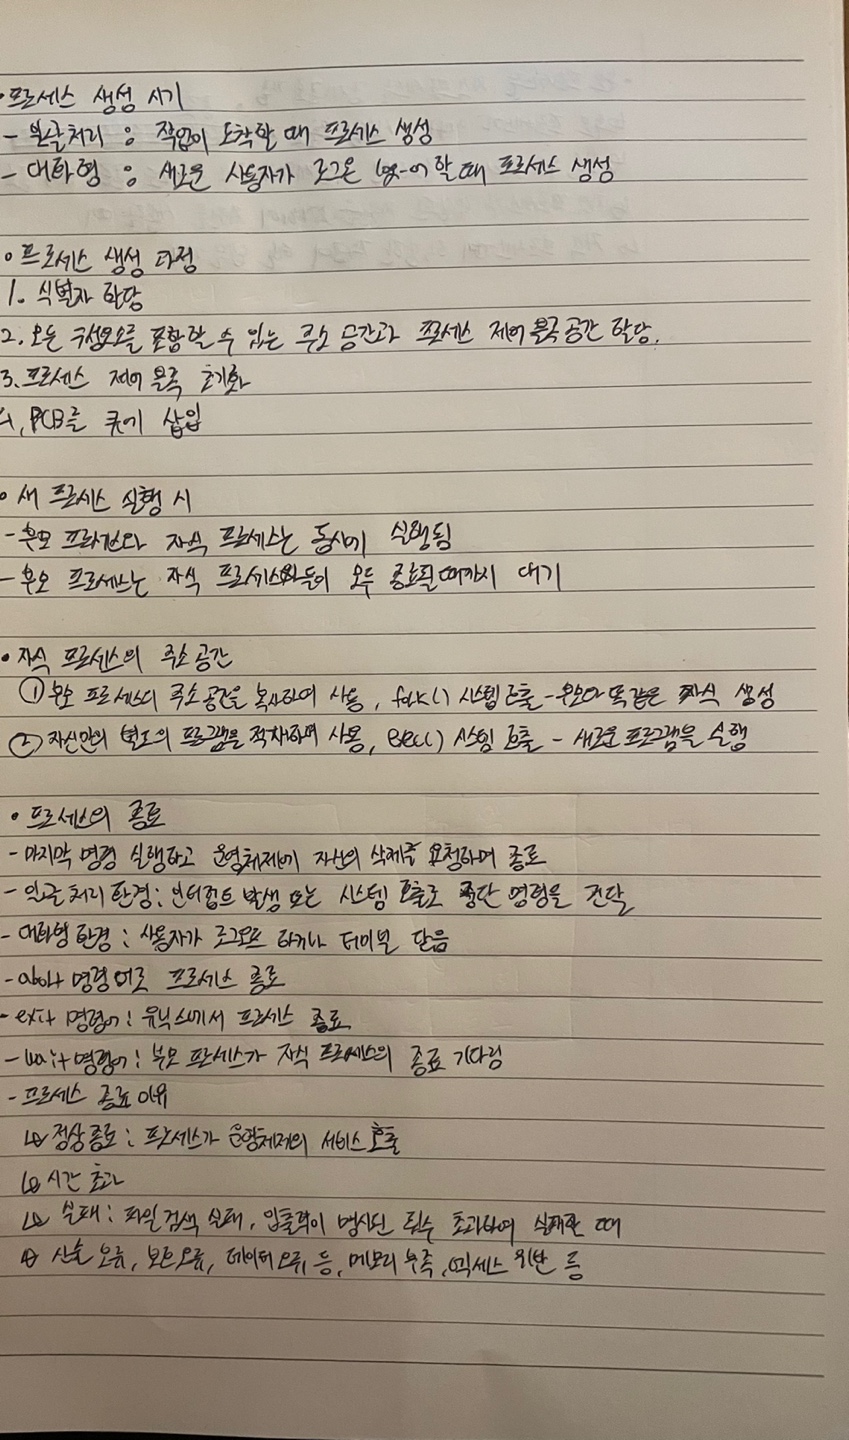 • 프로세스 생성 시기
- 일괄처리 : 작업이 도착할 때 프로세스 생성
- 대화형 : 새로운 사용자가 로그온 할 때 프로세스 생성
• 프로세스 생성 과정
1. 식별자 할당
2. 모든 구성요소를 포함할 수 있는 주소 공간과 프로세스 제어 블록 공간 할당.
3. 프로세스 제어 블록 초기화
4. PCB를 큐에 삽입
• 새 프로세스 실행 시
- 부모 프로세스와 자식 프로세스는 동시에 실행됨
- 부모 프로세스는 자식 프로세스들이 모두 종료될 때까지 대기
• 자식 프로세스의 주소 공간
① 부모 프로세스의 주소 공간을 복사하여 사용, fork() 시스템 호출 - 부모와 똑같은 자식 생성
② 자신만의 별도의 프로그램을 적재하여 사용, exec() 시스템 호출 - 새로운 프로그램을 실행
• 프로세스의 종료
- 마지막 명령 실행하고 운영체제에 자신의 삭제를 요청하여 종료
- 일괄 처리 환경 : 인터럽트 발생 또는 시스템 호출로 중단 명령을 전달
- 대화형 환경 : 사용자가 로그오프 하거나 터미널 닫음
- abort 명령어로 프로세스 종료
- exit 명령어 : 유닉스에서 프로세스 종료
- wait 명령어 : 부모 프로세스가 자식 프로세스의 종료 기다림
- 프로세스 종료 이유
↳ 정상종료 : 프로세스가 운영체제의 서비스 호출
↳ 시간 초과
↳ 실패 : 파일 검색 실패, 입출력이 명시된 횟수 초과하여 실패할 때
↳ 산술 오류, 보호 오류, 데이터 오류 등, 메모리 부족, 액세스 위반 등